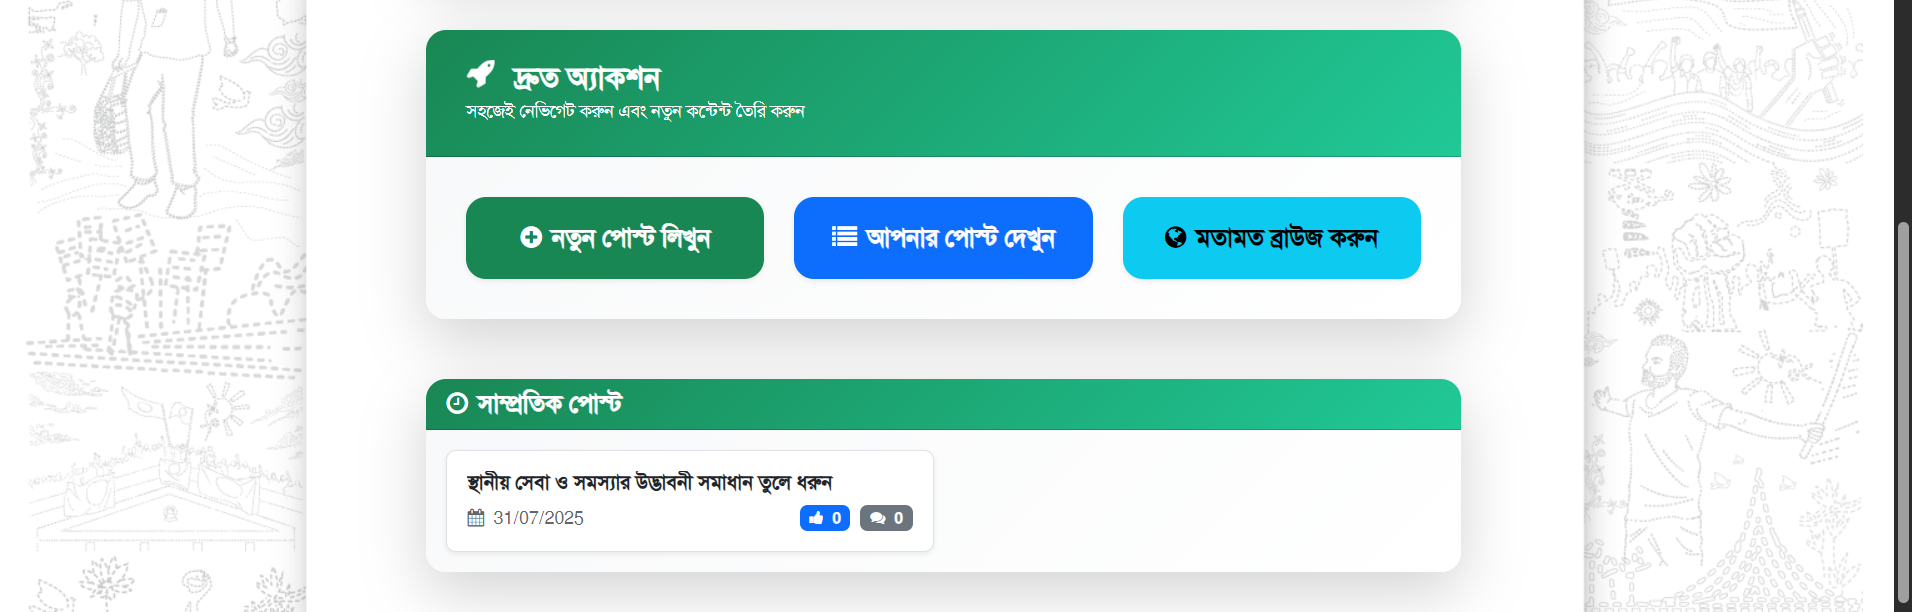 দ্রুত অ্যাকশন
সহজেই নেভিগেট করুন এবং নতুন কন্টেন্ট তৈরি করুন
নতুন পোস্ট লিখুন
আপনার পোস্ট দেখুন
মতামত ব্রাউজ করুন
সাম্প্রতিক পোস্ট
স্থানীয় সেবা ও সমস্যার উদ্ভাবনী সমাধান তুলে ধরুন
31/07/2025
0
0